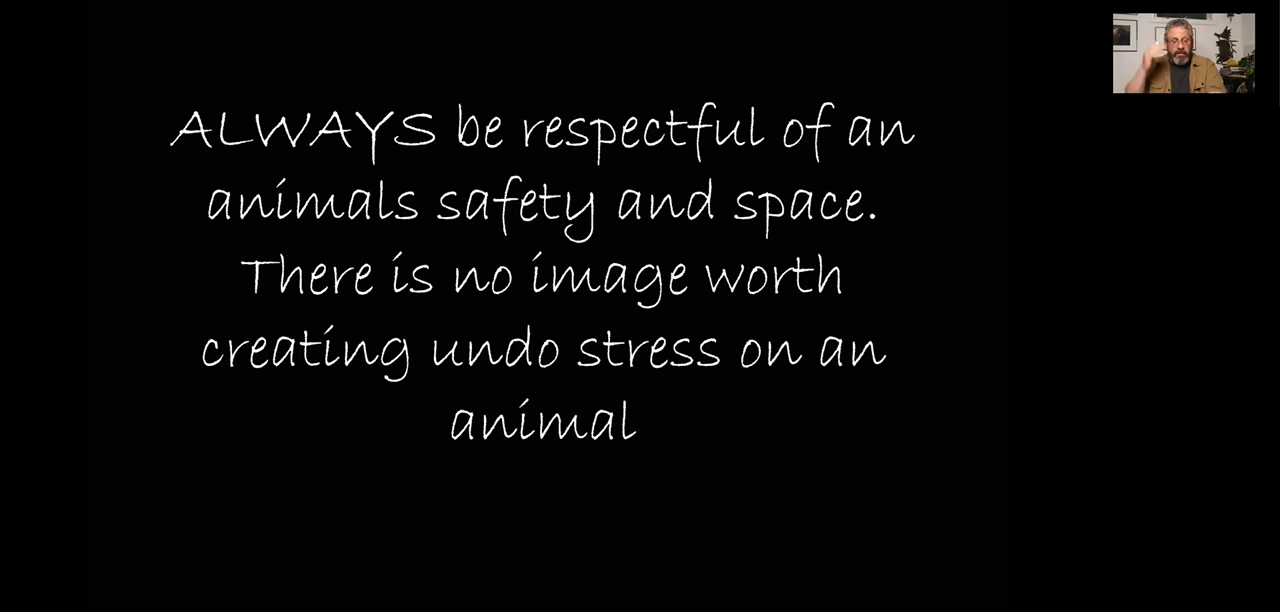 ALWAYS be respectful of an
animals safety and space.
There is no image worth
creating undo stress on an
animal